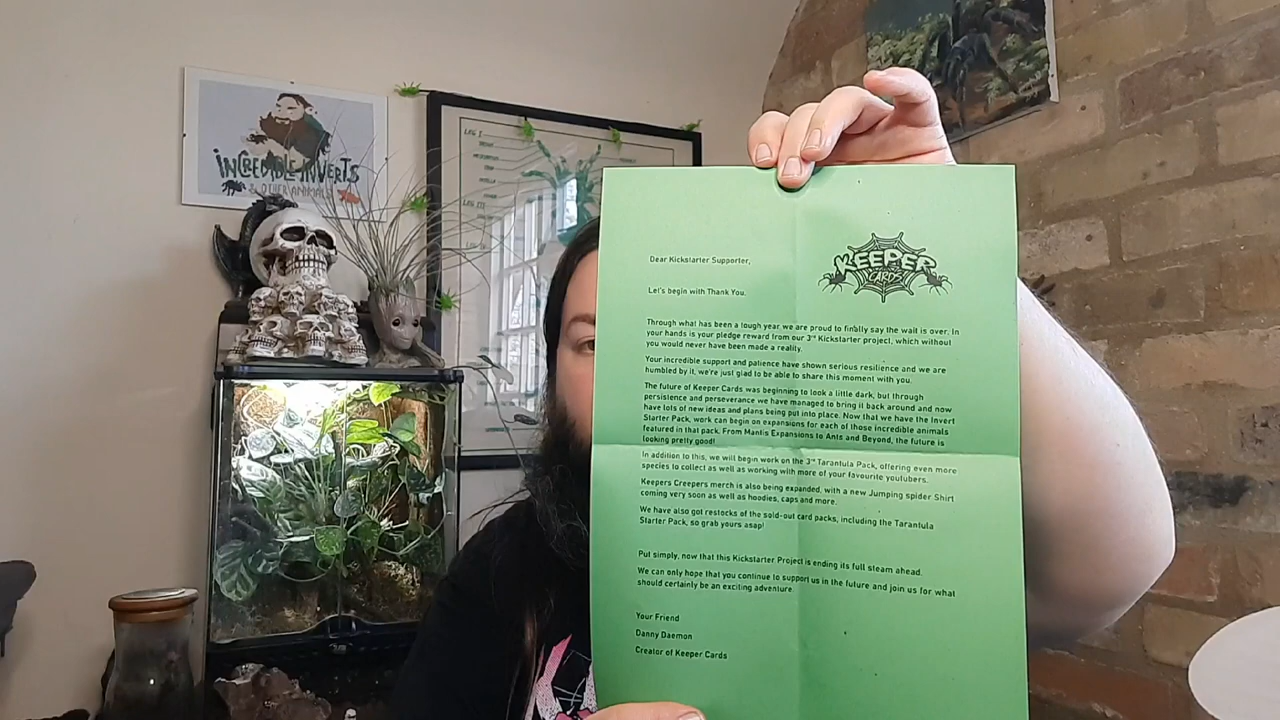 INCREDIBLE INVERTS
& OTHER ANIMALS
LEG I
KEEPER
CARDS
Dear Kickstarter Supporter,
Let's begin with Thank You.
Through what has been a tough year we are proud to finally say the wait is over. In
your hands is your pledge reward from our 3rd Kickstarter project, which without
you would never have been made a reality.
Your incredible support and patience have shown serious resilience and we are
humbled by it, we're just glad to be able to share this moment with you.
The future of Keeper Cards was beginning to look a little dark, but through
persistence and perseverance we have managed to bring it back around and now
have lots of new ideas and plans being put into place. Now that we have the Invert
Starter Pack, work can begin on expansions for each of those incredible animals
featured in that pack. From Mantis Expansions to Ants and Beyond, the future is
looking pretty good!
In addition to this, we will begin work on the 3rd Tarantula Pack, offering even more
species to collect as well as working with more of your favourite youtubers.
Keepers Creepers merch is also being expanded, with a new Jumping spider Shirt
coming very soon as well as hoodies, caps and more.
We have also got restocks of the sold-out card packs, including the Tarantula
Starter Pack, so grab yours asap!
Put simply, now that this Kickstarter Project is ending its full steam ahead.
We can only hope that you continue to support us in the future and join us for what
should certainly be an exciting adventure.
Your Friend
Danny Daemon
Creator of Keeper Cards